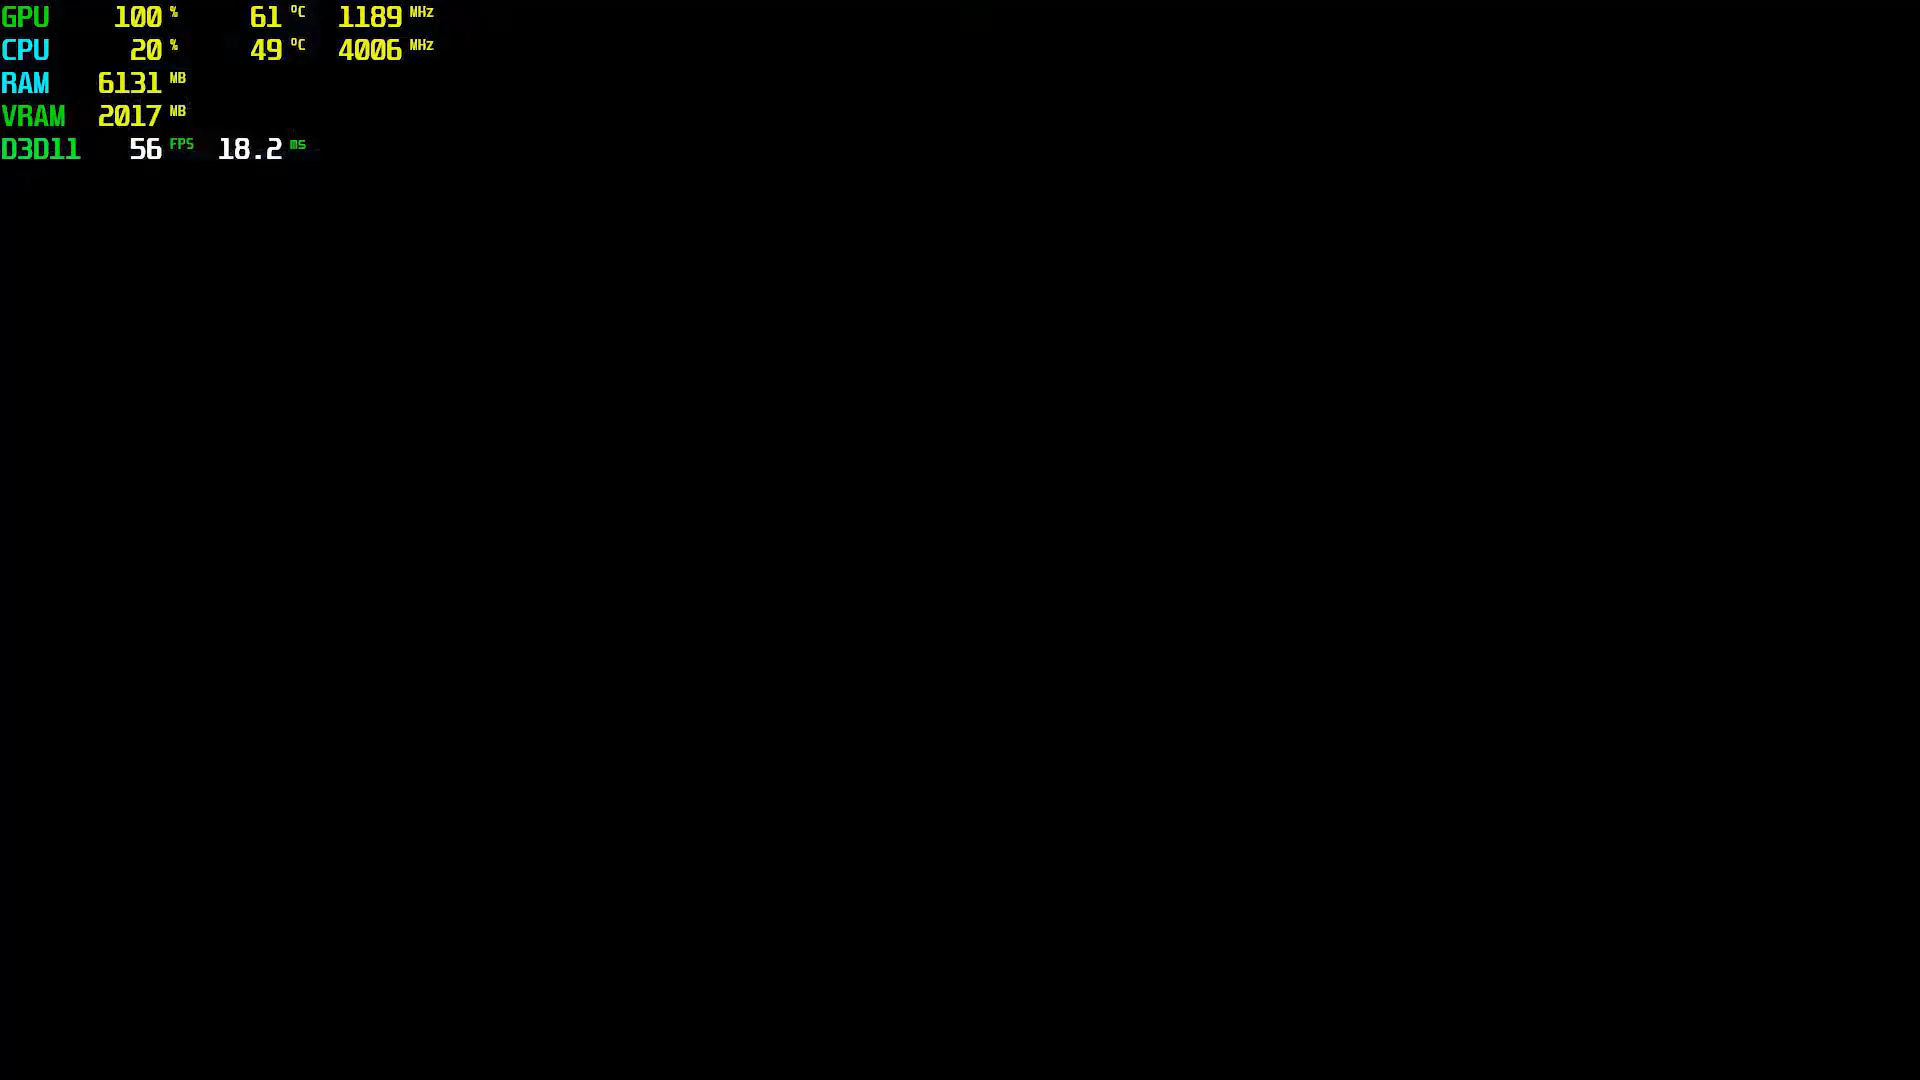 GPU 100 % 61 °C 1189 MHz
CPU 20 % 49 °C 4006 MHz
RAM 6131 MB
VRAM 2017 MB
D3D11 56 FPS 18.2 ms